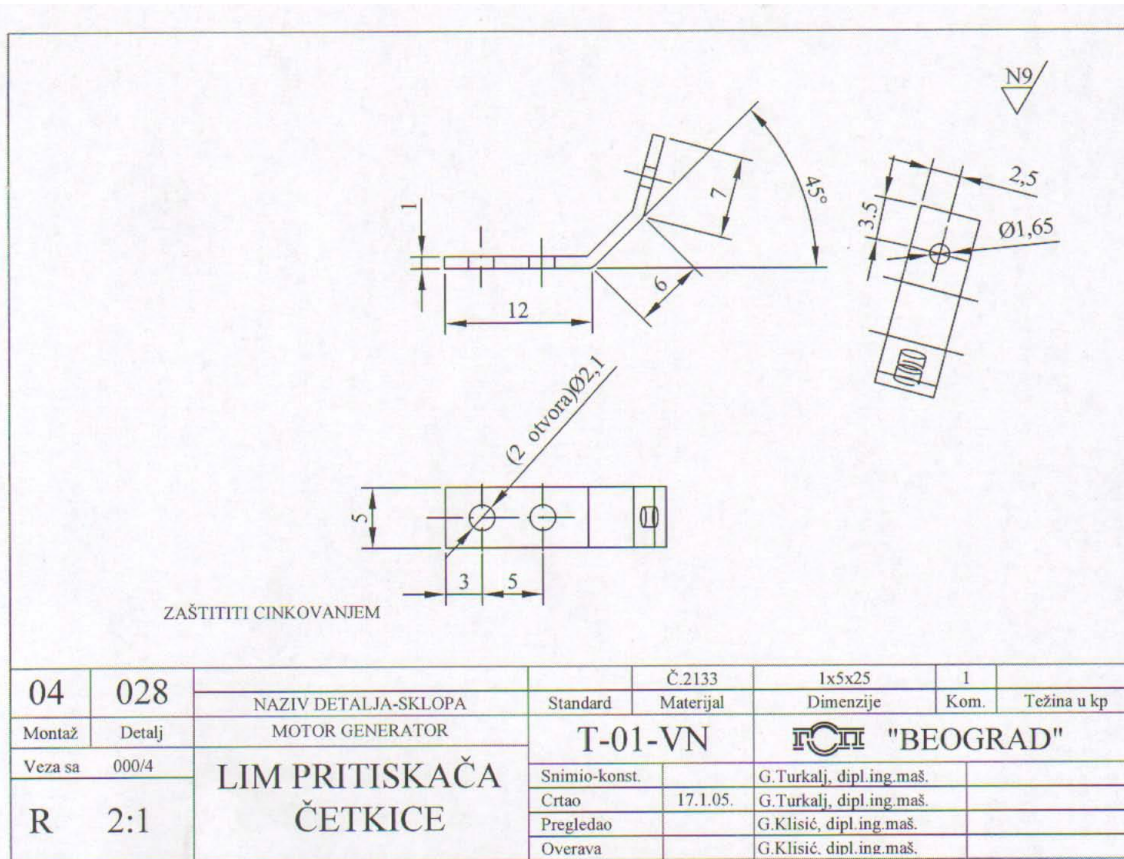 N9
45°
7
1
6
12
2,5
3.5
Ø1,65
(2 otvora)Ø2,1
5
3
5
ZAŠTITITI CINKOVANJEM
04 028 Č.2133 1x5x25 1
NAZIV DETALJA-SKLOPA Standard Materijal Dimenzije Kom. Težina u kp
Montaž Detalj MOTOR GENERATOR T-01-VN ГСП "BEOGRAD"
Veza sa 000/4 LIM PRITISKAČA
ČETKICE
Snimio-konst. G.Turkalj, dipl.ing.maš.
Crtao 17.1.05. G.Turkalj, dipl.ing.maš.
R 2:1
Pregledao G.Klisić, dipl.ing.maš.
Overava G.Klisić, dipl.ing.maš.